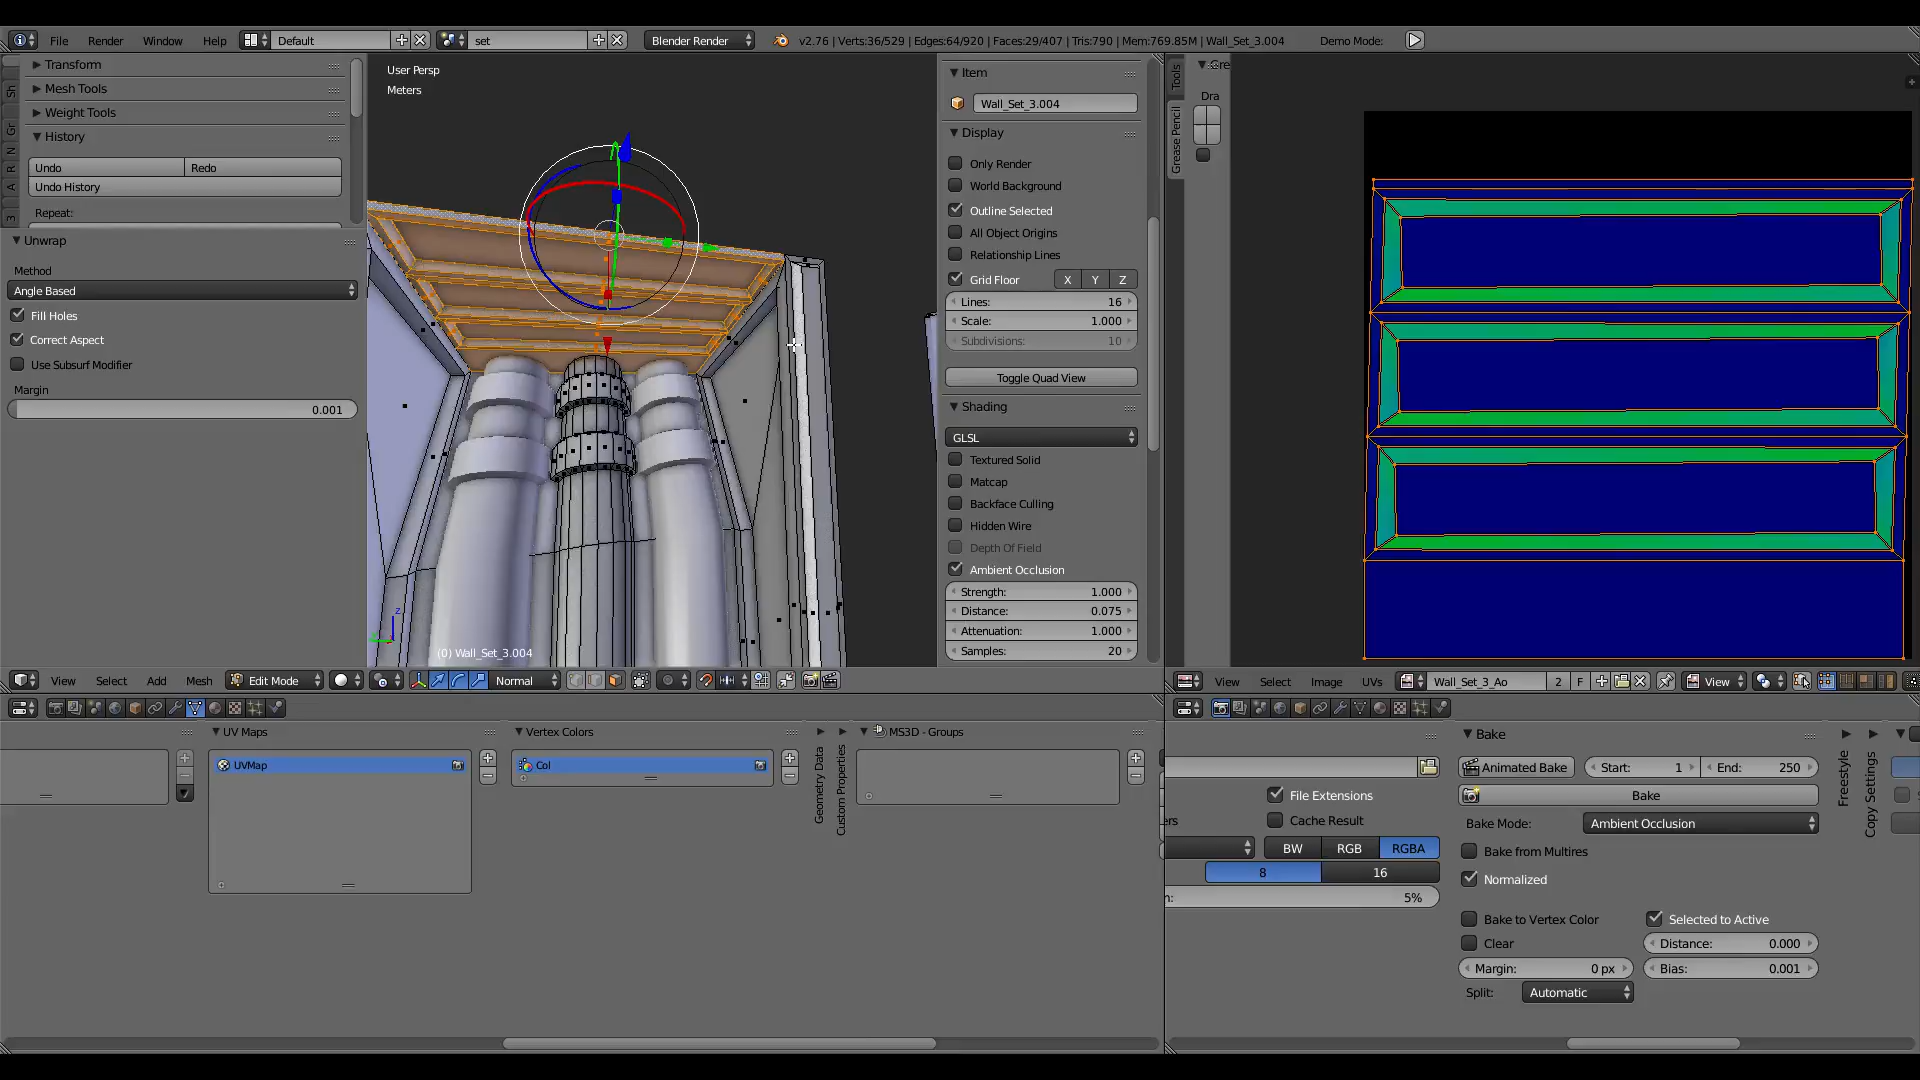 File Render Window Help Default set Blender Render v2.76 | Verts:36/529 | Edges:64/920 | Faces:29/407 | Tris:790 | Mem:769.85M | Wall_Set_3.004 Demo Mode:
Transform
Mesh Tools
Weight Tools
History
Undo Redo
Undo History
Repeat:
Unwrap
Method
Angle Based
Fill Holes
Correct Aspect
Use Subsurf Modifier
Margin
0.001
Sh
Gr
N
R
A
3
User Persp
Meters
z
(0) Wall_Set_3.004
Item
Wall_Set_3.004
Display
Only Render
World Background
Outline Selected
All Object Origins
Relationship Lines
Grid Floor X Y Z
Lines: 16
Scale: 1.000
Subdivisions: 10
Toggle Quad View
Shading
GLSL
Textured Solid
Matcap
Backface Culling
Hidden Wire
Depth Of Field
Ambient Occlusion
Strength: 1.000
Distance: 0.075
Attenuation: 1.000
Samples: 20
Tools
Grease Pencil
Gre
Dra
View Select Add Mesh Edit Mode Normal
View Select Image UVs Wall_Set_3_Ao 2 F View
UV Maps
UVMap
Vertex Colors
Col
Geometry Data
Custom Properties
MS3D - Groups
File Extensions
ers Cache Result
BW RGB RGBA
8 16
n: 5%
Bake
Animated Bake Start: 1 End: 250
Bake
Bake Mode: Ambient Occlusion
Bake from Multires
Normalized
Bake to Vertex Color Selected to Active
Clear Distance: 0.000
Margin: 0 px Bias: 0.001
Split: Automatic
Freestyle
Copy Settings